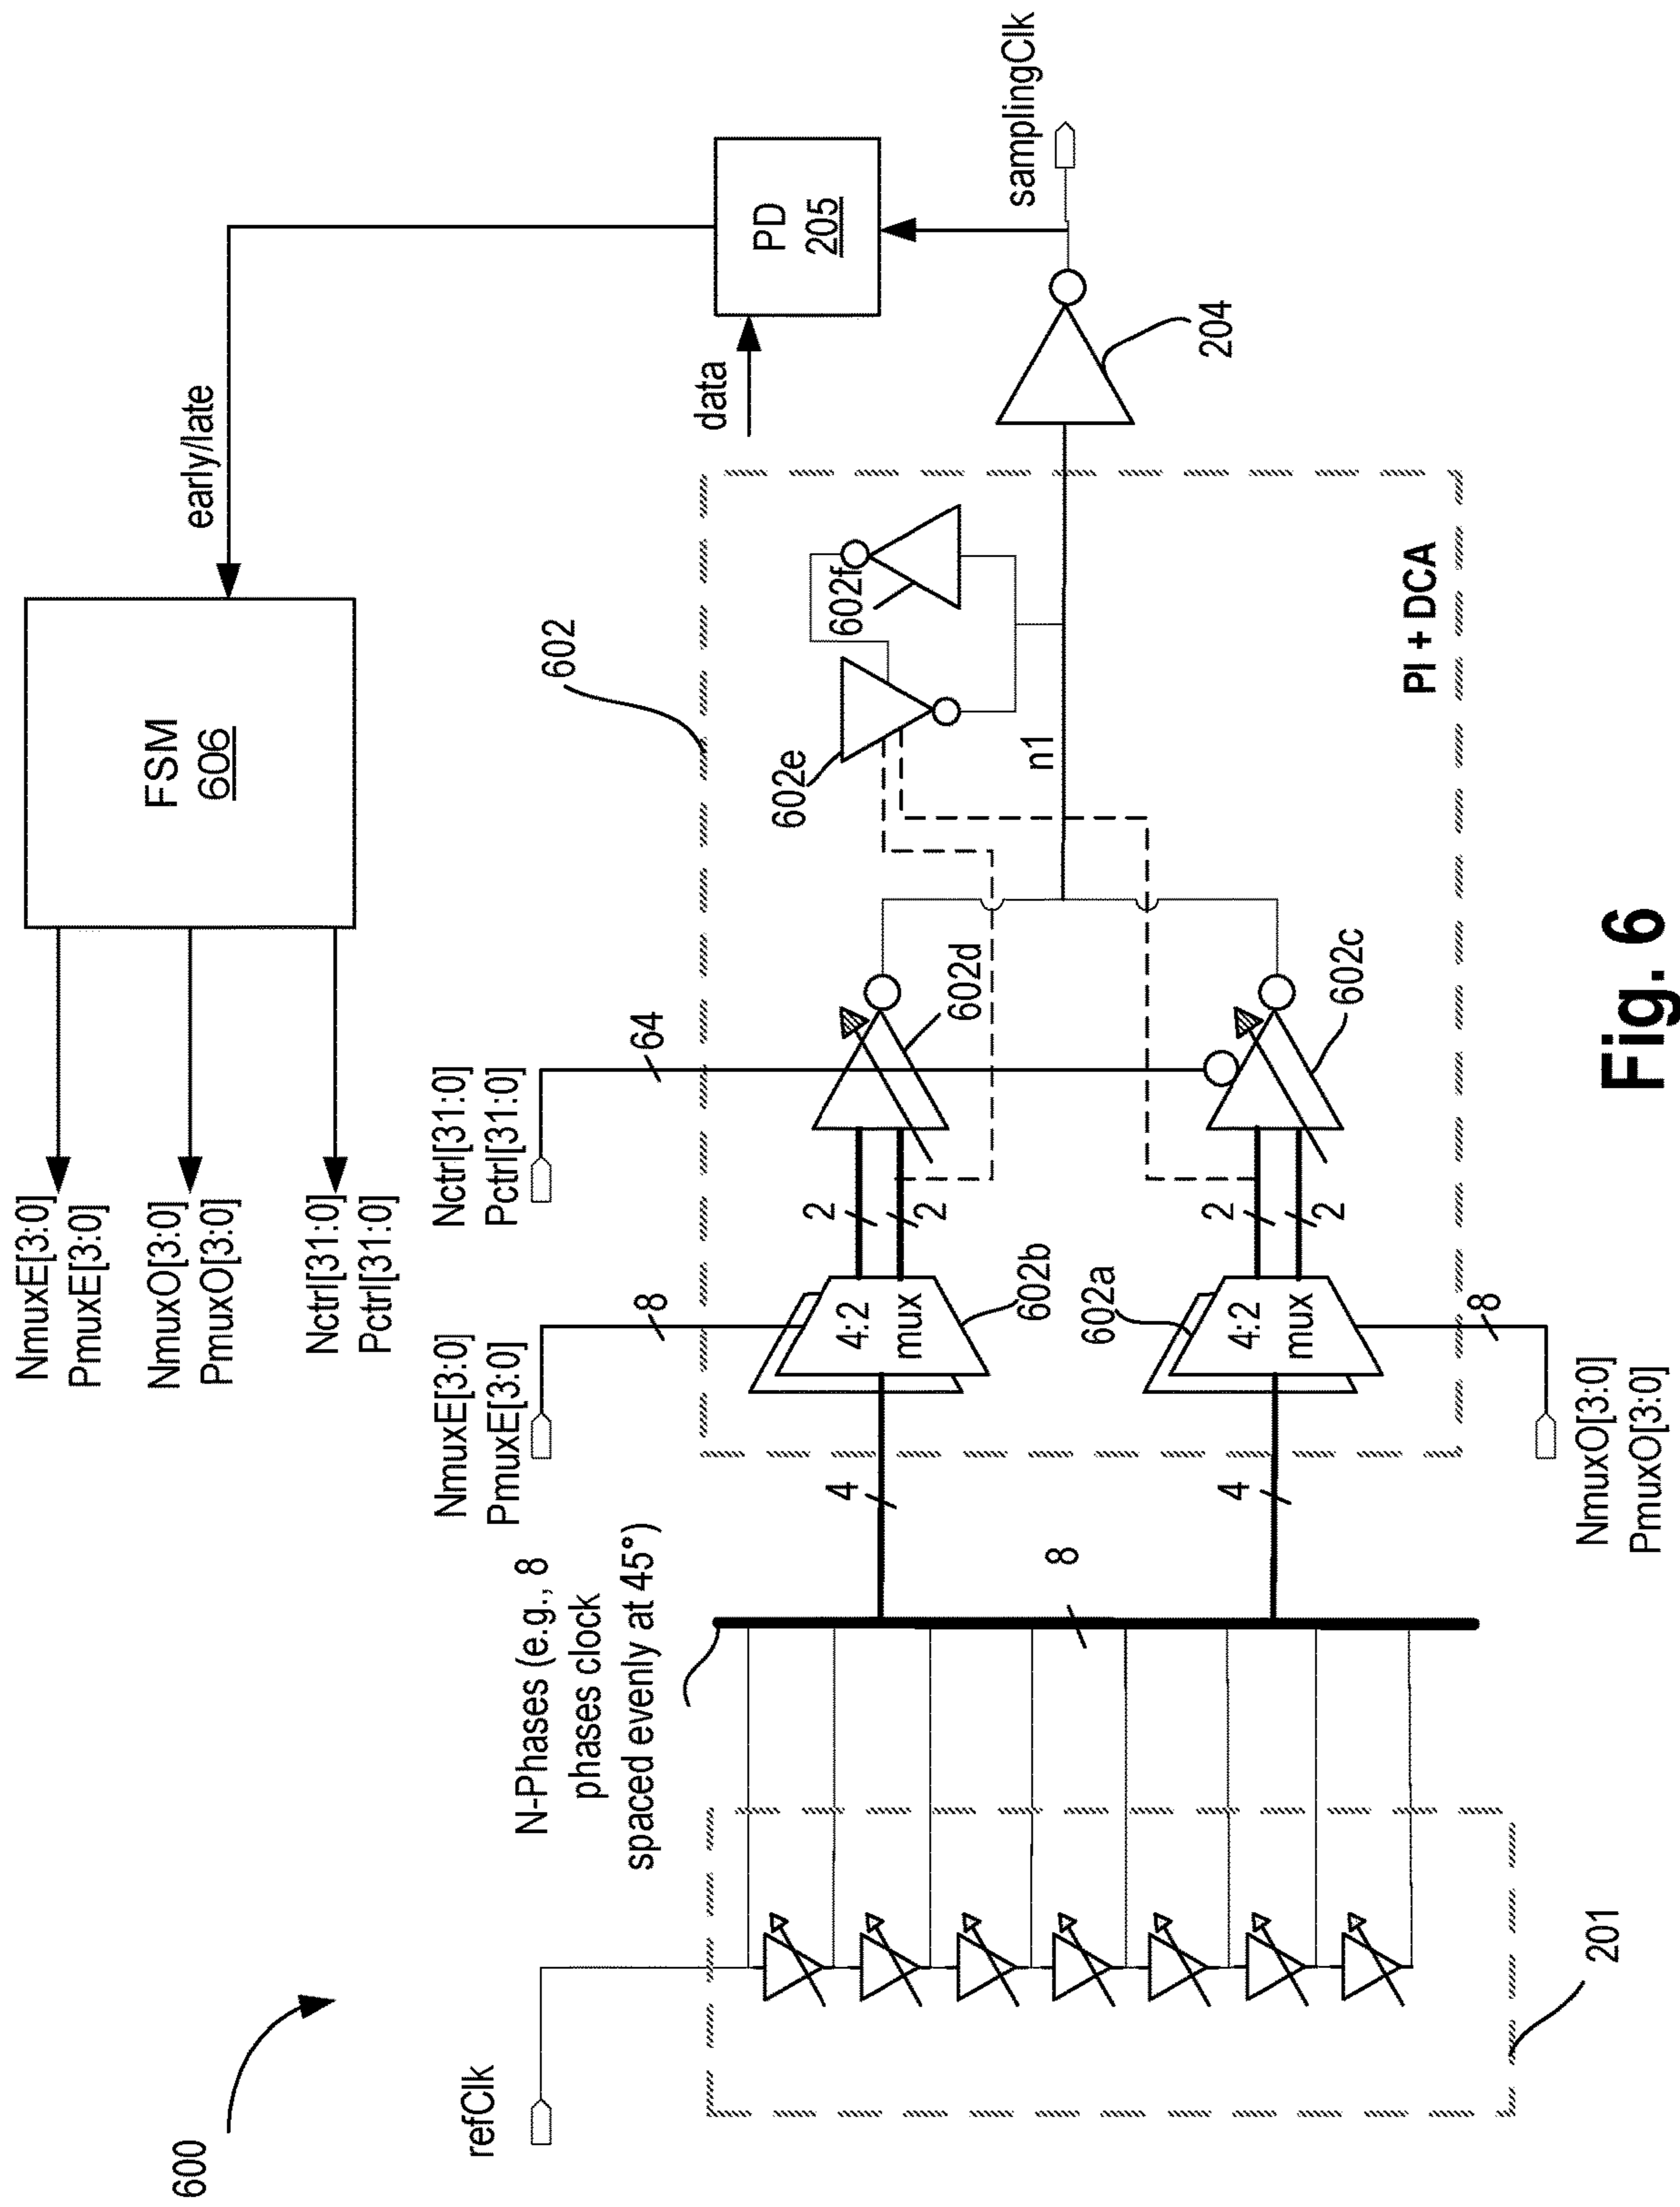 600
refClk
201
N-Phases (e.g., 8
phases clock
spaced evenly at 45°)
8
4
4
NmuxE[3:0]
PmuxE[3:0]
8
NmuxO[3:0]
PmuxO[3:0]
8
4:2
mux
602b
4:2
mux
602a
2
2
2
2
Nctrl[31:0]
Pctrl[31:0]
64
602d
602c
602
602e
602f
n1
PI + DCA
204
samplingClk
data
PD
205
early/late
FSM
606
NmuxE[3:0]
PmuxE[3:0]
NmuxO[3:0]
PmuxO[3:0]
Nctrl[31:0]
Pctrl[31:0]
Fig. 6